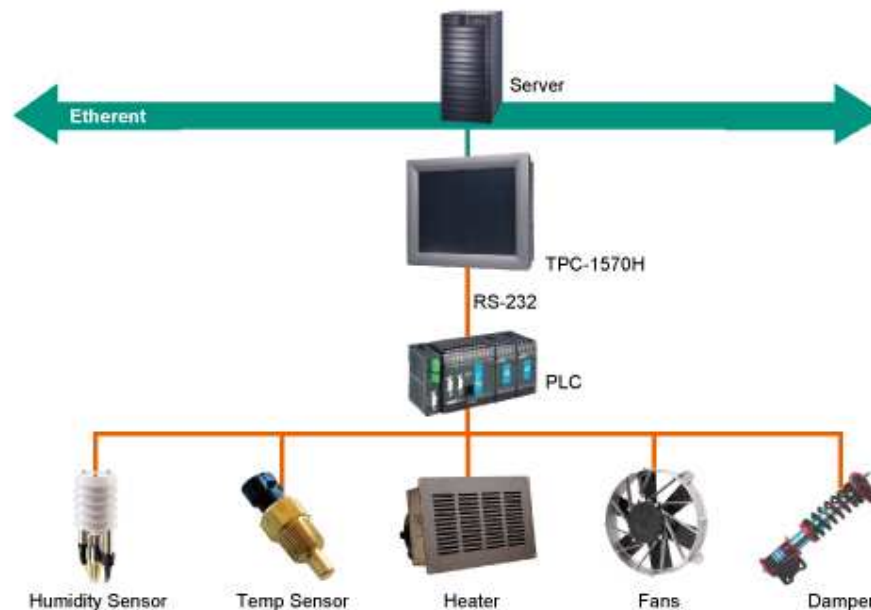 Server
Etherent
TPC-1570H
RS-232
PLC
Humidity Sensor
Temp Sensor
Heater
Fans
Damper